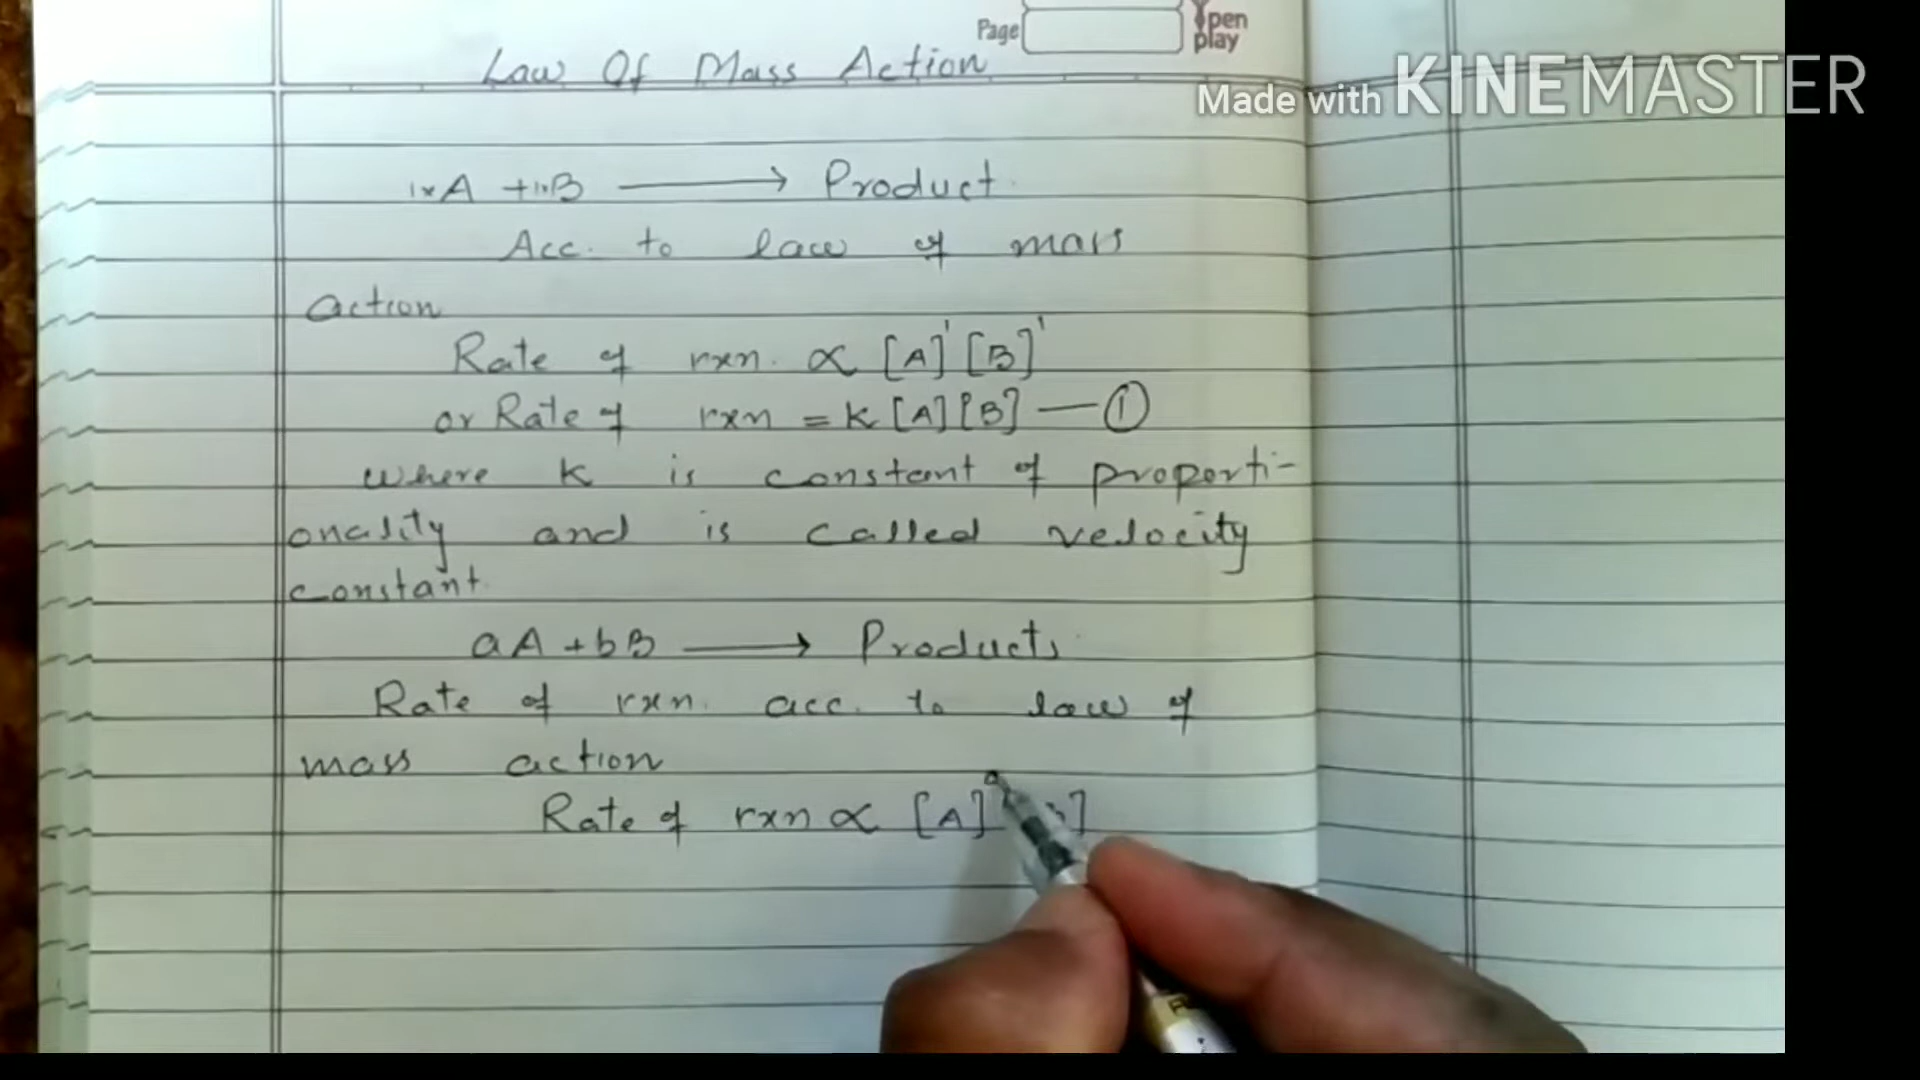 Page
pen
play
Made with KINEMASTER
Law Of Mass Action
1×A +1×B ⟶ Product
Acc. to law of mass
action
Rate of rxn. ∝ [A]¹ [B]¹
or Rate of rxn = K [A] [B] — ①
where K is constant of proporti-
onality and is called velocity
constant.
aA + bB ⟶ Products
Rate of rxn. acc. to law of
mass action
Rate of rxn ∝ [A]ᵃ B]